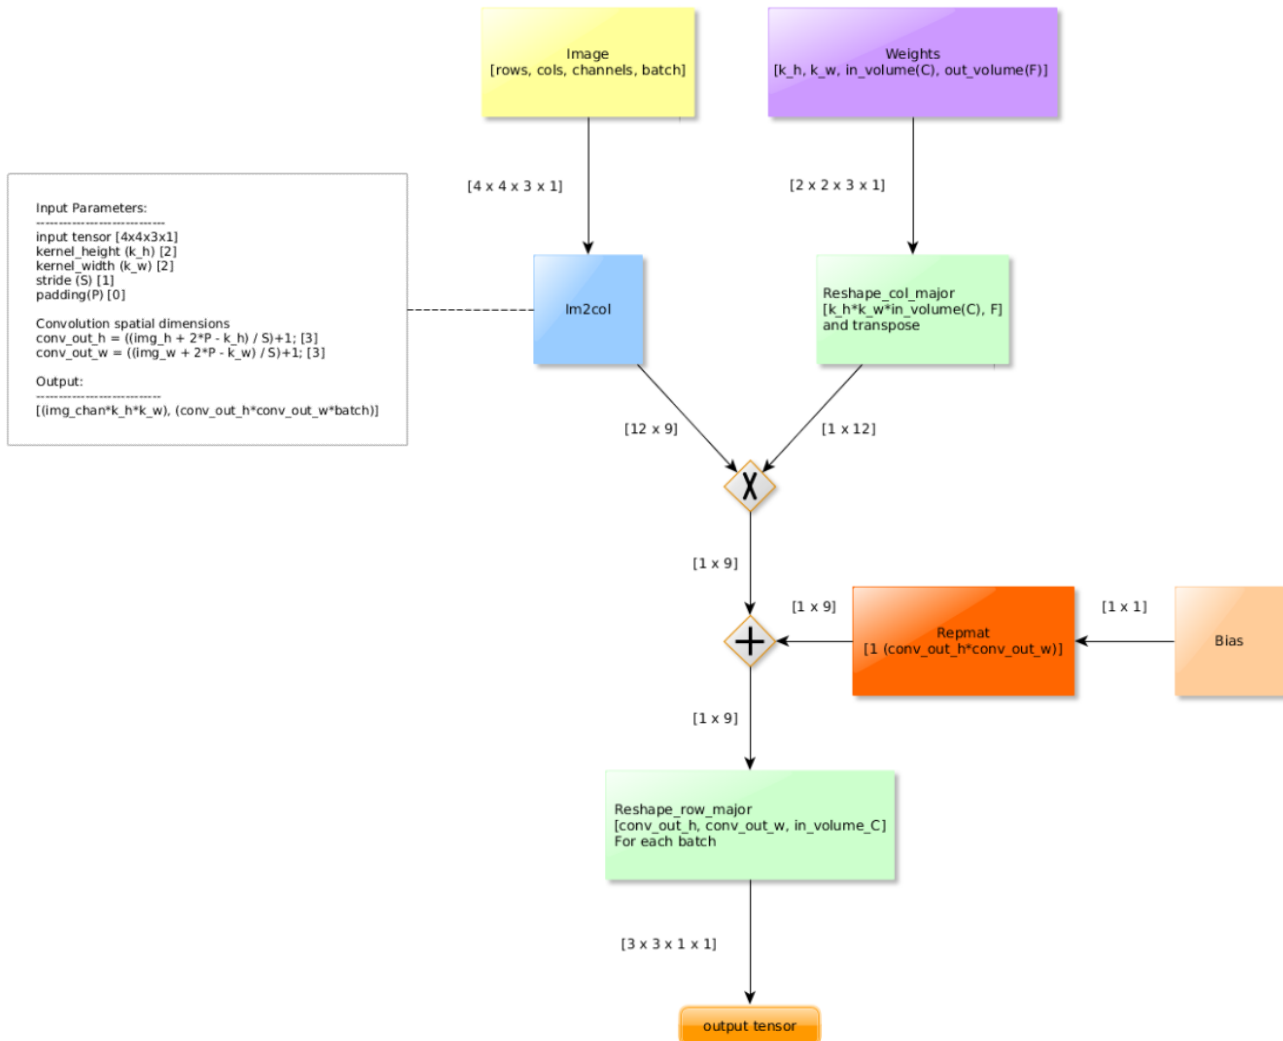 Image
[rows, cols, channels, batch]
Weights
[k_h, k_w, in_volume(C), out_volume(F)]
[4 x 4 x 3 x 1]
[2 x 2 x 3 x 1]
Input Parameters:
-----------------------------
input tensor [4x4x3x1]
kernel_height (k_h) [2]
kernel_width (k_w) [2]
stride (S) [1]
padding(P) [0]
Convolution spatial dimensions
conv_out_h = ((img_h + 2*P - k_h) / S)+1; [3]
conv_out_w = ((img_w + 2*P - k_w) / S)+1; [3]
Output:
----------------------------
[(img_chan*k_h*k_w), (conv_out_h*conv_out_w*batch)]
Im2col
Reshape_col_major
[k_h*k_w*in_volume(C), F]
and transpose
[12 x 9]
[1 x 12]
X
[1 x 9]
+
[1 x 9]
Repmat
[1 (conv_out_h*conv_out_w)]
[1 x 1]
Bias
[1 x 9]
Reshape_row_major
[conv_out_h, conv_out_w, in_volume_C]
For each batch
[3 x 3 x 1 x 1]
output tensor